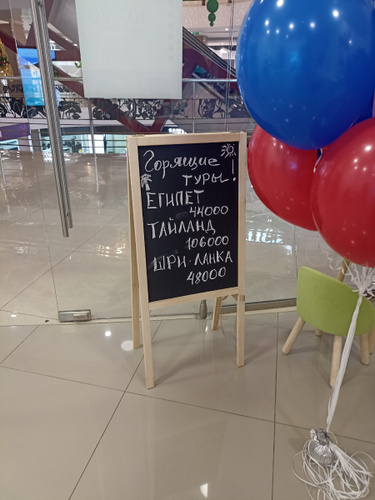 Горящие
туры!
ЕГИПЕТ
44000
ТАЙЛАНД
106000
ШРИ-ЛАНКА
48000